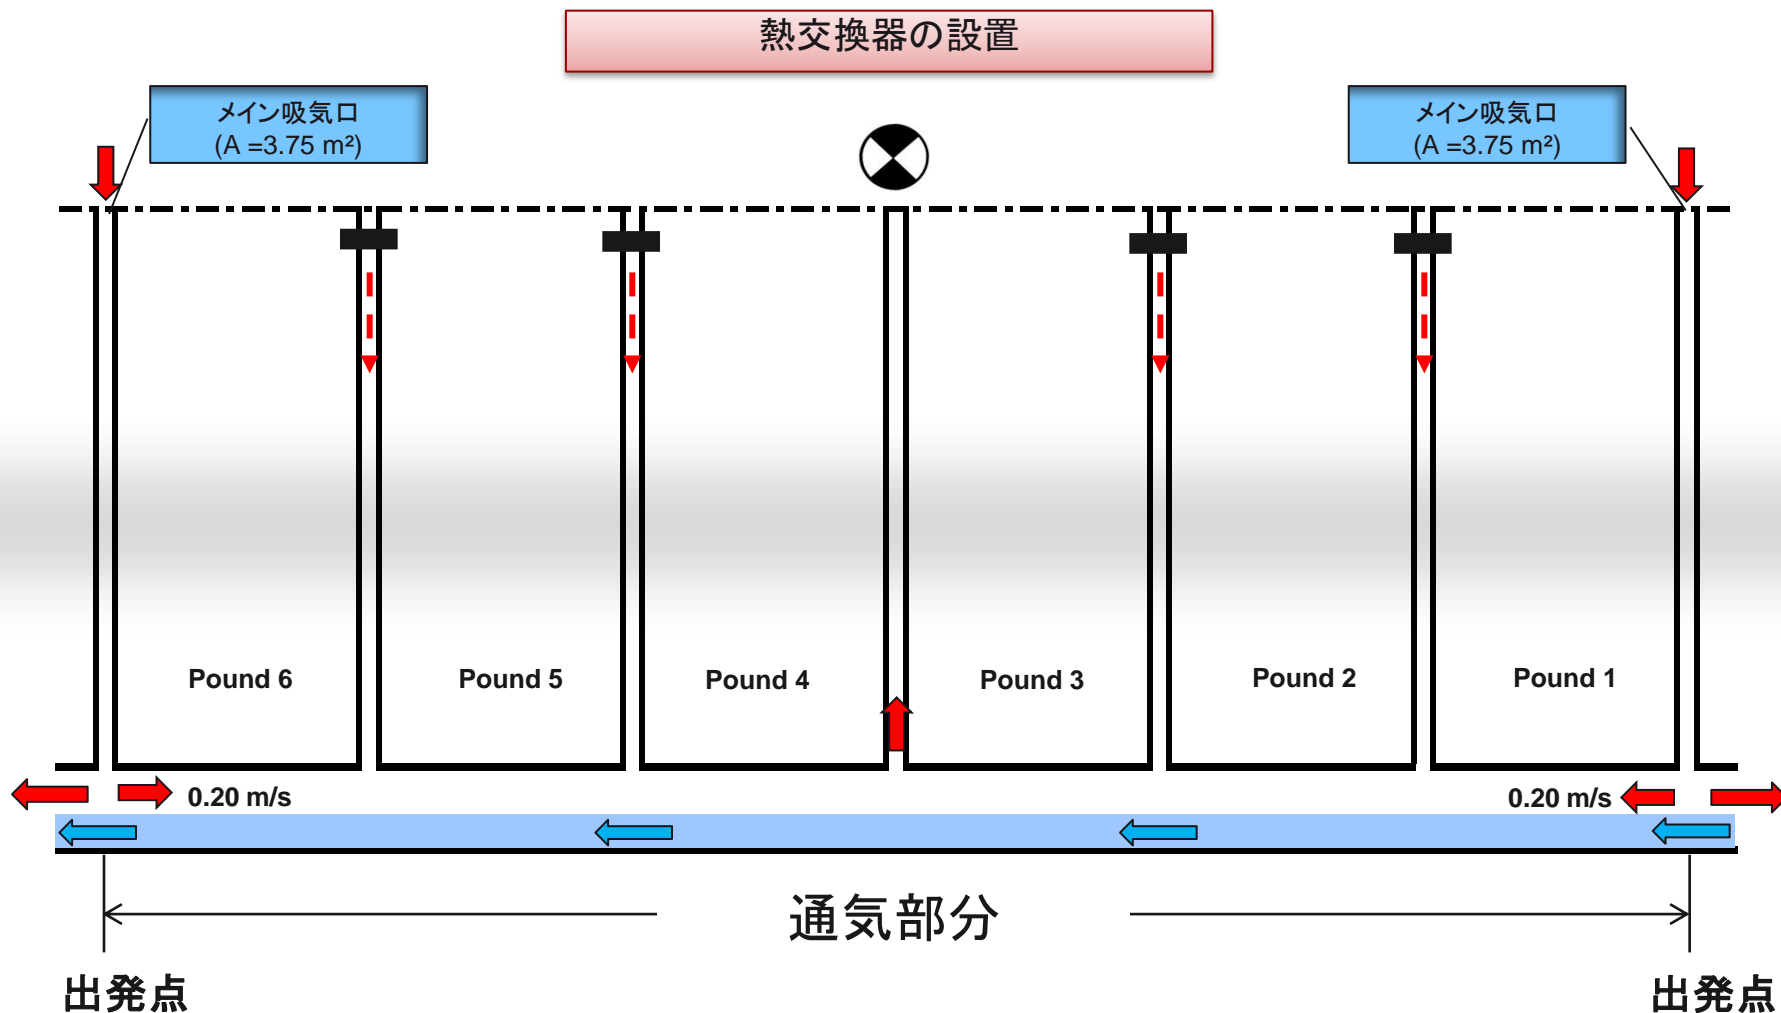 熱交換器の設置
メイン吸気口
(A =3.75 m²)
メイン吸気口
(A =3.75 m²)
Pound 6
Pound 5
Pound 4
Pound 3
Pound 2
Pound 1
0.20 m/s
0.20 m/s
通気部分
出発点
出発点